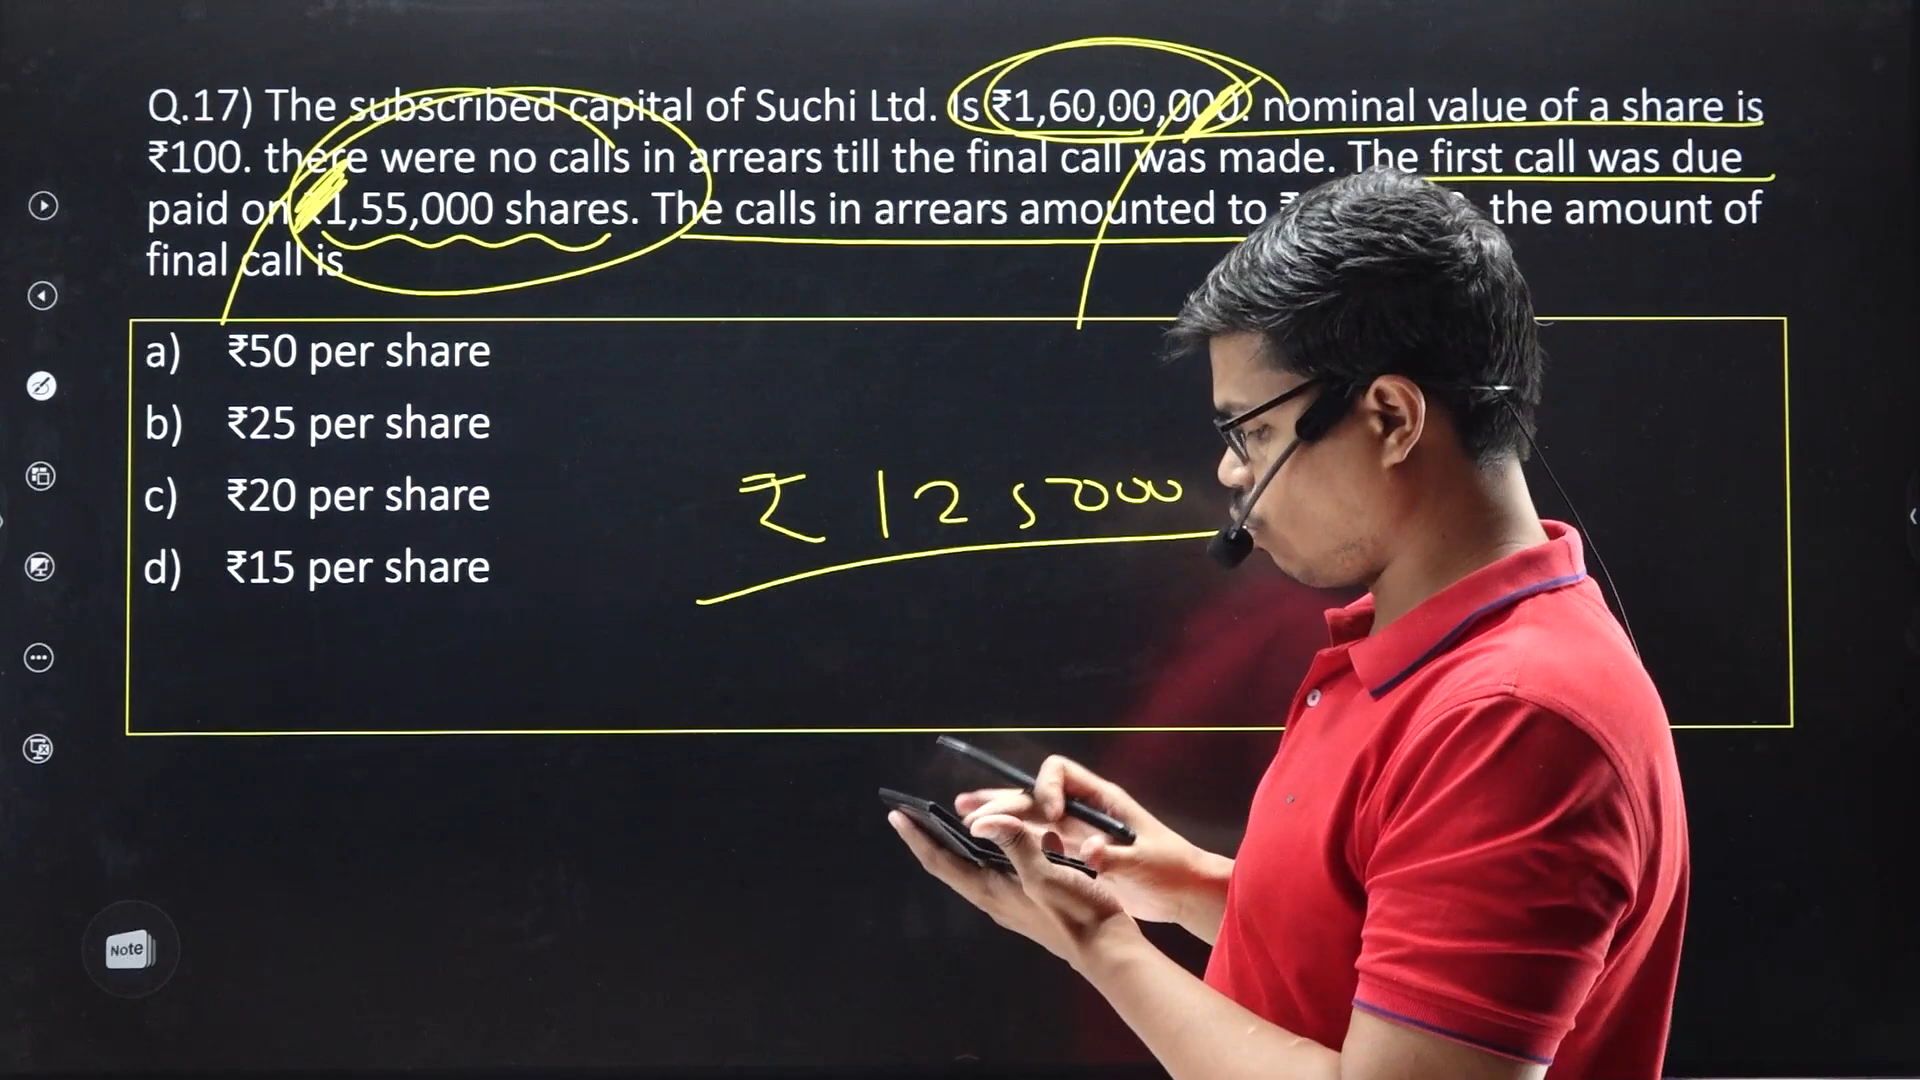 Q.17) The subscribed capital of Suchi Ltd. Is ₹1,60,00,000. nominal value of a share is
₹100. there were no calls in arrears till the final call was made. The first call was due
paid on ₹1,55,000 shares. The calls in arrears amounted to ₹ the amount of
final call is
a) ₹50 per share
b) ₹25 per share
c) ₹20 per share
d) ₹15 per share
₹ 125000
Note